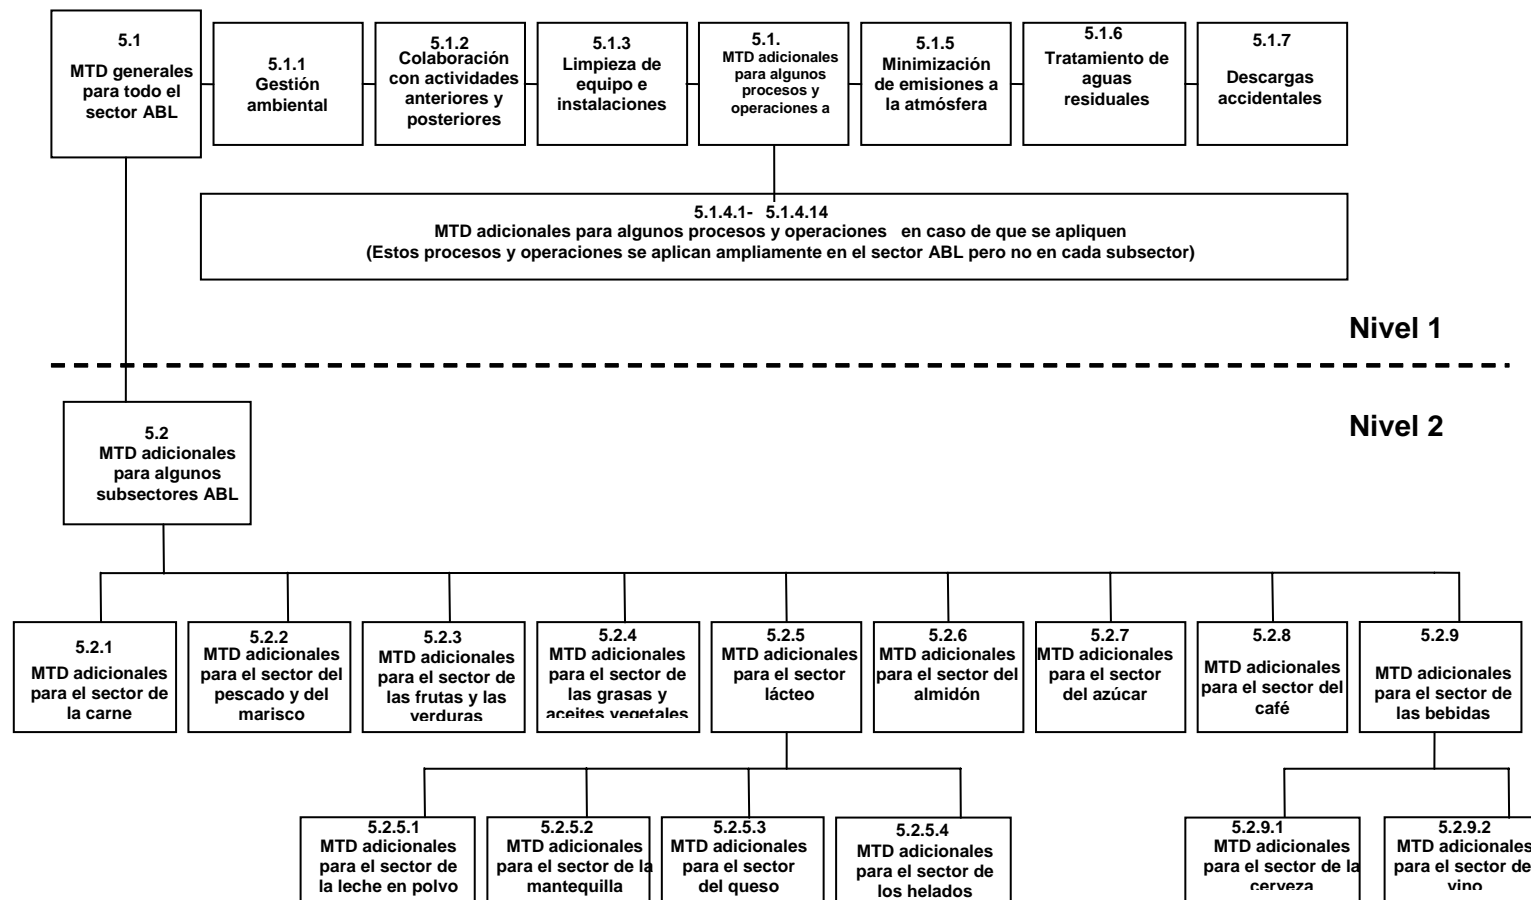 5.1
MTD generales
para todo el
sector ABL
5.1.1
Gestión
ambiental
5.1.2
Colaboración
con actividades
anteriores y
posteriores
5.1.3
Limpieza de
equipo e
instalaciones
5.1.
MTD adicionales
para algunos
procesos y
operaciones a
5.1.5
Minimización
de emisiones a
la atmósfera
5.1.6
Tratamiento de
aguas
residuales
5.1.7
Descargas
accidentales
5.1.4.1- 5.1.4.14
MTD adicionales para algunos procesos y operaciones en caso de que se apliquen
(Estos procesos y operaciones se aplican ampliamente en el sector ABL pero no en cada subsector)
Nivel 1
Nivel 2
5.2
MTD adicionales
para algunos
subsectores ABL
5.2.1
MTD adicionales
para el sector de
la carne
5.2.2
MTD adicionales
para el sector del
pescado y del
marisco
5.2.3
MTD adicionales
para el sector de
las frutas y las
verduras
5.2.4
MTD adicionales
para el sector de
las grasas y
aceites vegetales
5.2.5
MTD adicionales
para el sector
lácteo
5.2.6
MTD adicionales
para el sector del
almidón
5.2.7
MTD adicionales
para el sector
del azúcar
5.2.8
MTD adicionales
para el sector del
café
5.2.9
MTD adicionales
para el sector de
las bebidas
5.2.5.1
MTD adicionales
para el sector de
la leche en polvo
5.2.5.2
MTD adicionales
para el sector de la
mantequilla
5.2.5.3
MTD adicionales
para el sector
del queso
5.2.5.4
MTD adicionales
para el sector de
los helados
5.2.9.1
MTD adicionales
para el sector de la
cerveza
5.2.9.2
MTD adicionales
para el sector del
vino